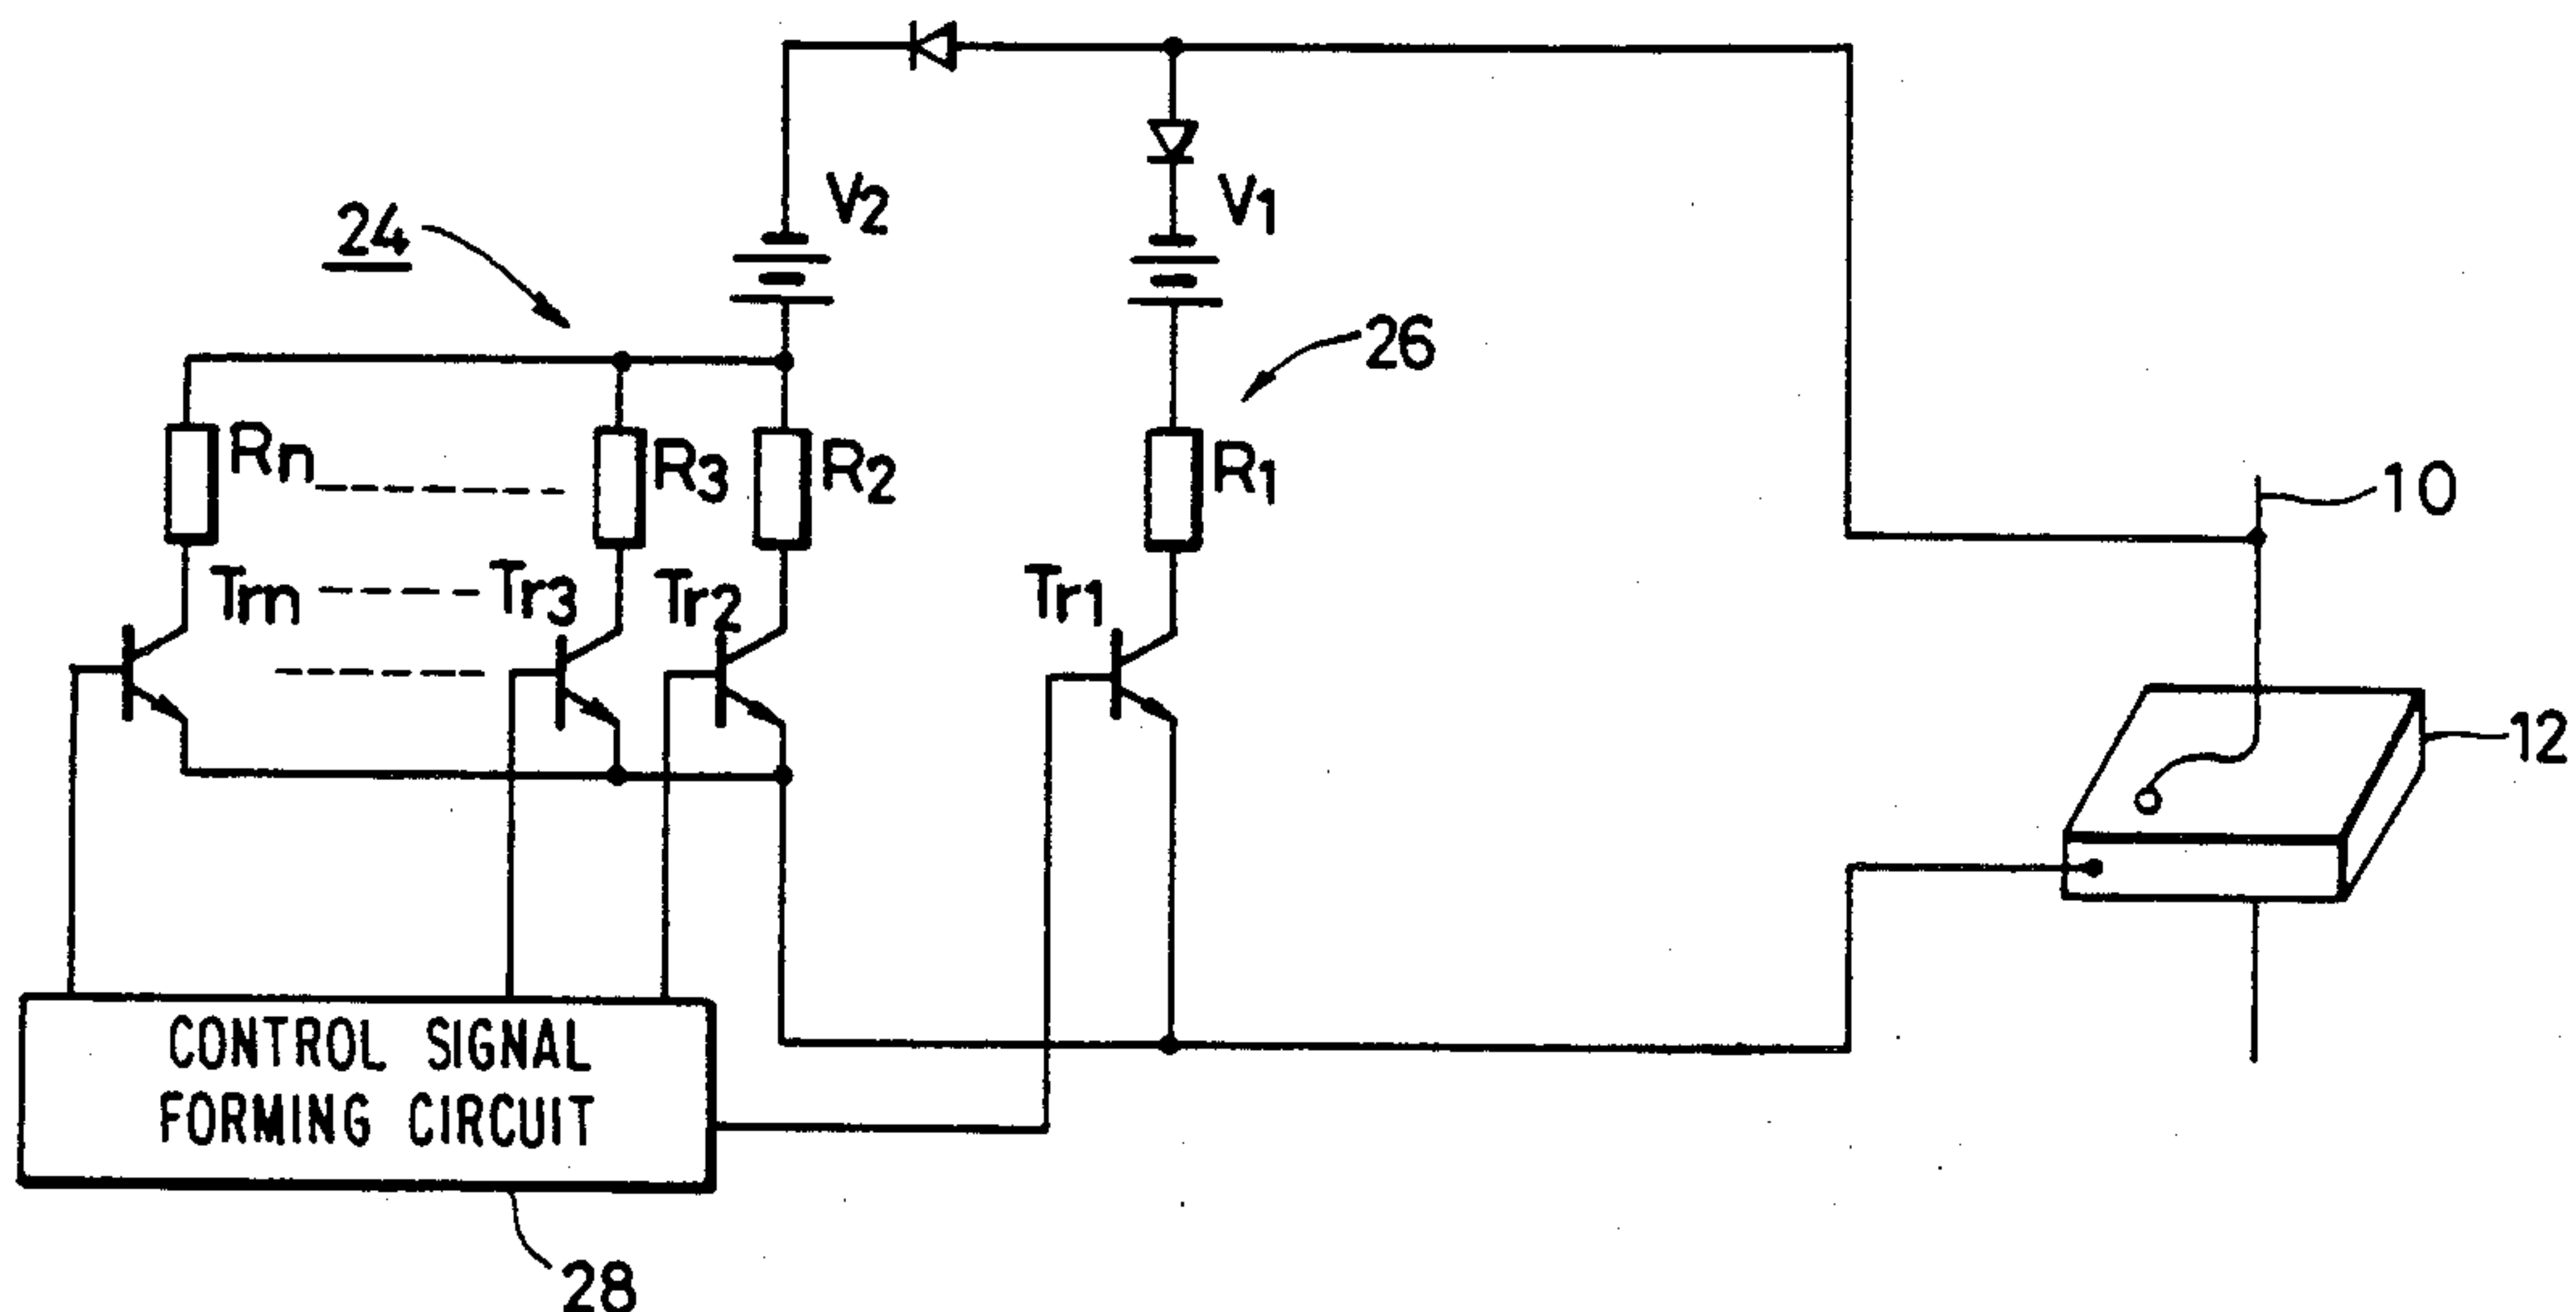 V2
V1
24
26
Rn
R3
R2
R1
10
Trn
Tr3
Tr2
Tr1
12
CONTROL SIGNAL
FORMING CIRCUIT
28